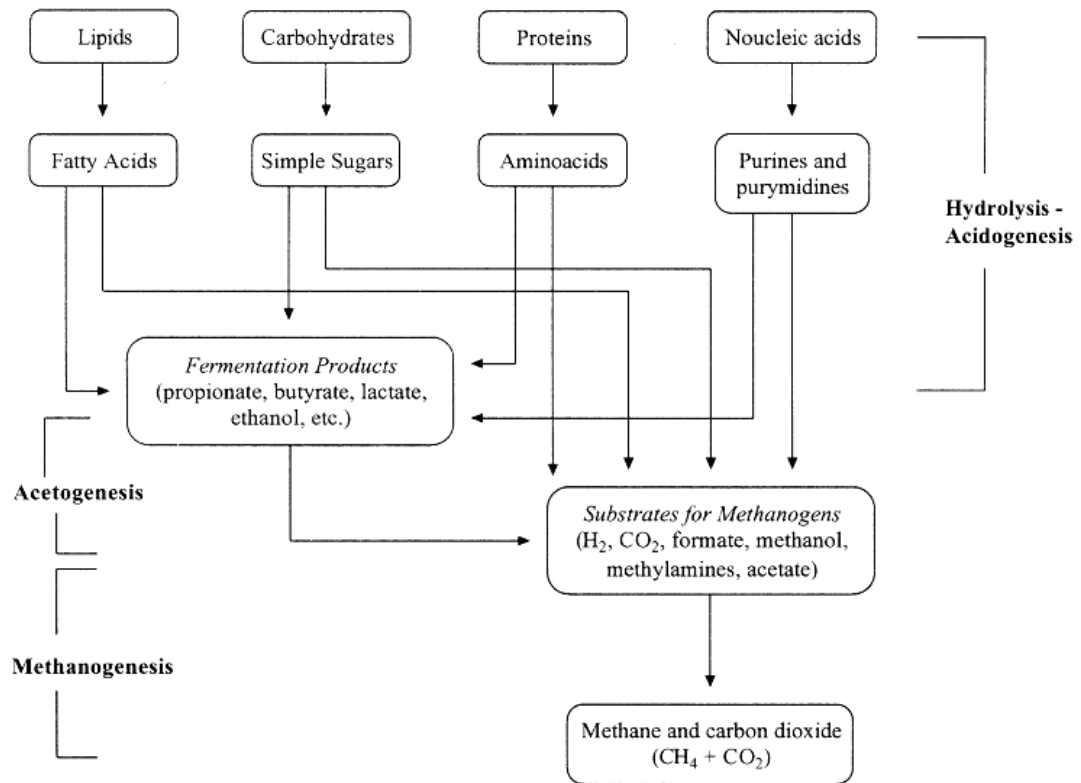 Lipids
Carbohydrates
Proteins
Noucleic acids
Fatty Acids
Simple Sugars
Aminoacids
Purines and
purymidines
Hydrolysis -
Acidogenesis
Fermentation Products
(propionate, butyrate, lactate,
ethanol, etc.)
Acetogenesis
Substrates for Methanogens
(H₂, CO₂, formate, methanol,
methylamines, acetate)
Methanogenesis
Methane and carbon dioxide
(CH₄ + CO₂)